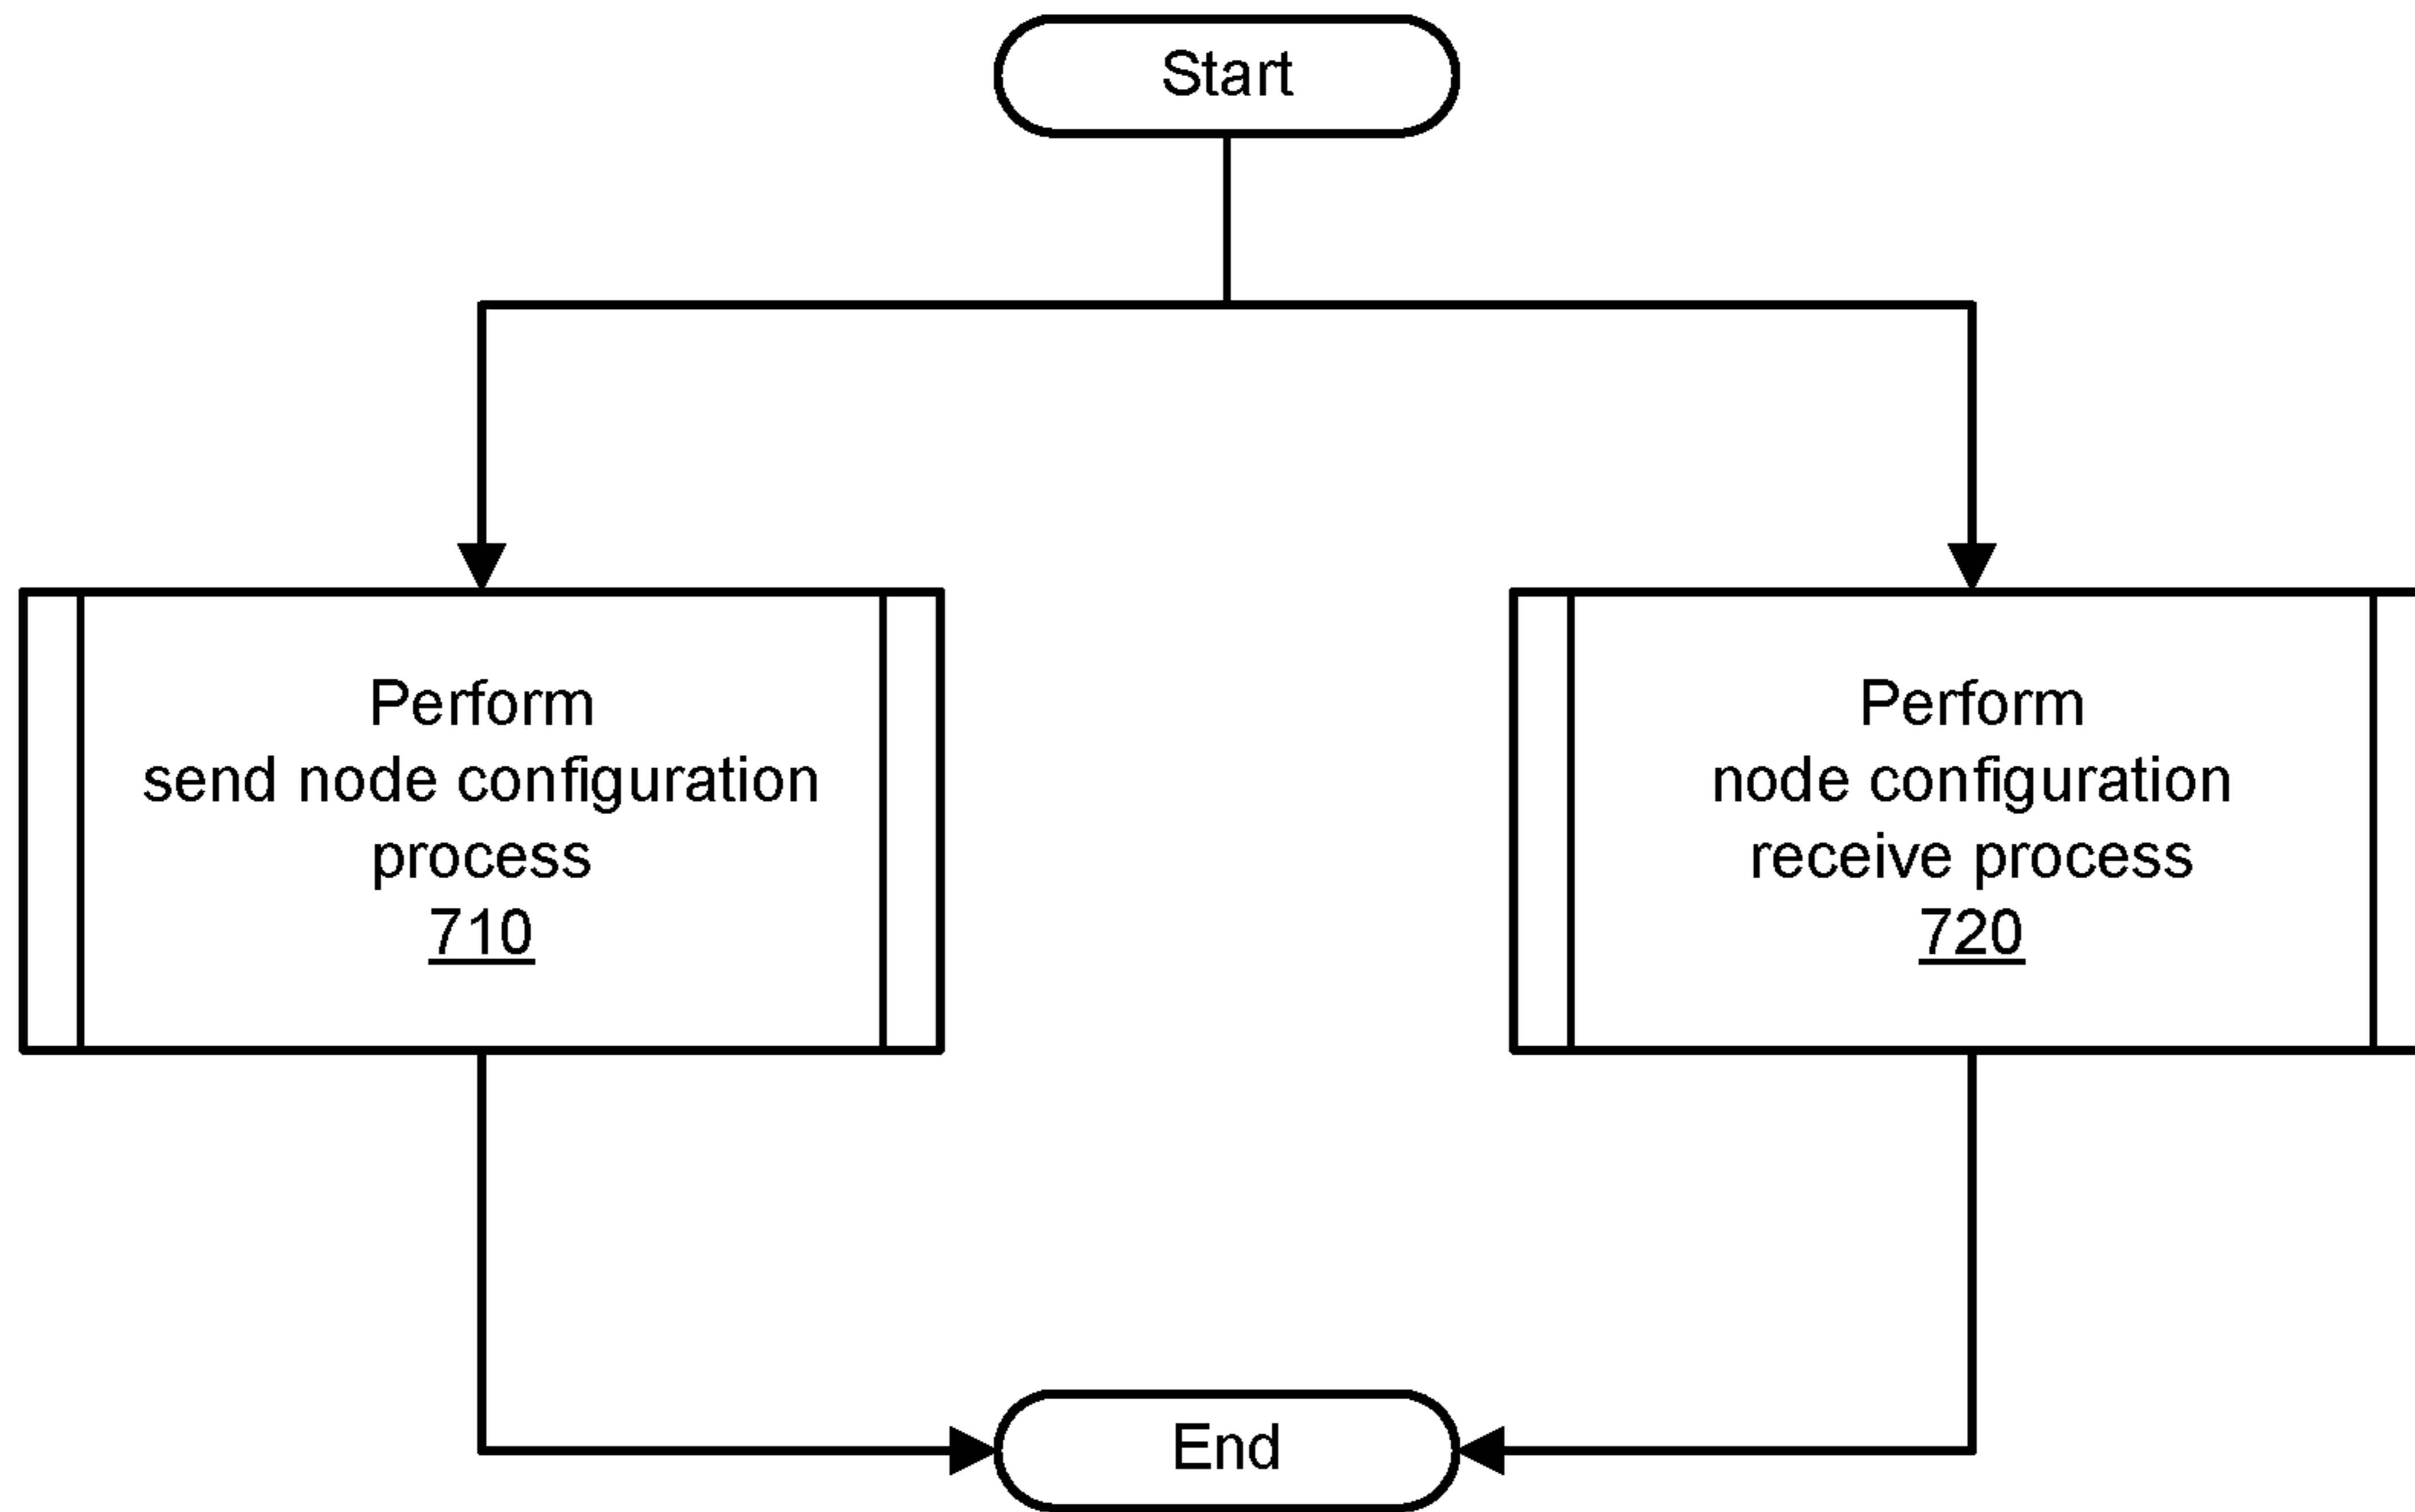 Start
Perform
send node configuration
process
710
Perform
node configuration
receive process
720
End